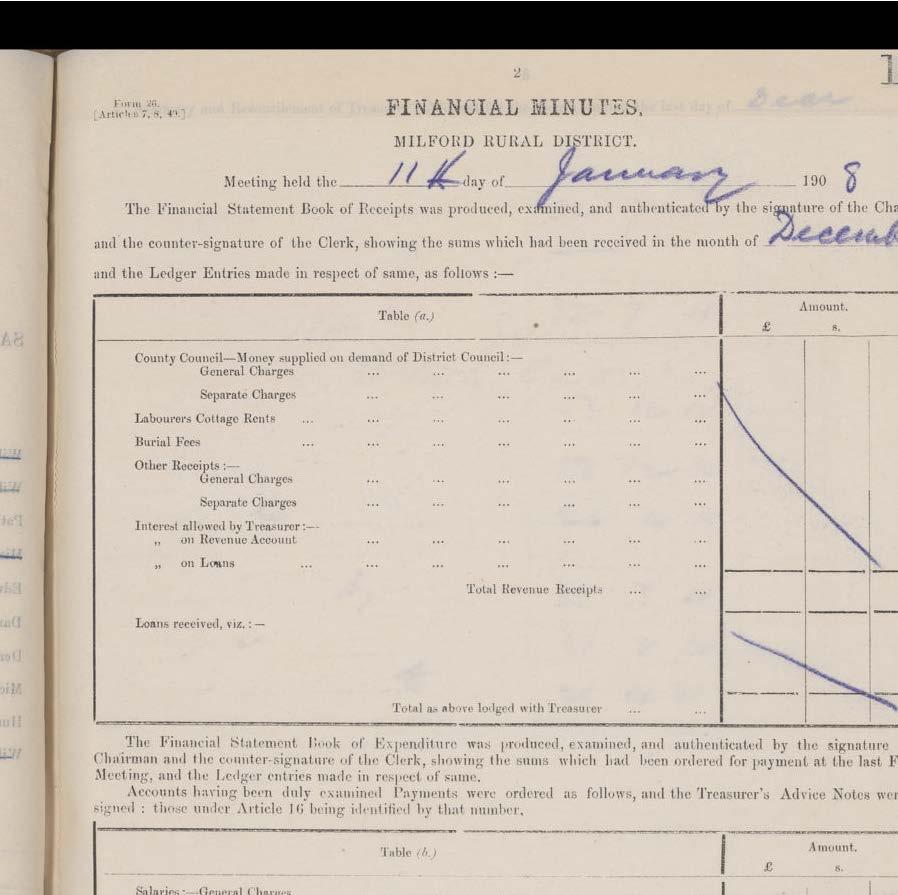 2
Form 26.
[Articles 7, 8, 40.]
FINANCIAL MINUTES.
MILFORD RURAL DISTRICT.
Meeting held the 11th day of January 1908
The Financial Statement Book of Receipts was produced, examined, and authenticated by the signature of the Cha
and the counter-signature of the Clerk, showing the sums which had been received in the month of Decemb
and the Ledger Entries made in respect of same, as follows :—
Table (a.)
Amount.
£ s.
County Council—Money supplied on demand of District Council :—
General Charges ... ... ... ... ... ...
Separate Charges ... ... ... ... ... ...
Labourers Cottage Rents ... ... ... ... ... ... ...
Burial Fees ... ... ... ... ... ... ...
Other Receipts :—
General Charges ... ... ... ... ... ...
Separate Charges ... ... ... ... ... ...
Interest allowed by Treasurer :—
„ on Revenue Account ... ... ... ... ... ...
„ on Loans ... ... ... ... ... ... ...
Total Revenue Receipts ... ...
Loans received, viz. :—
Total as above lodged with Treasurer ... ...
The Financial Statement Book of Expenditure was produced, examined, and authenticated by the signature
Chairman and the counter-signature of the Clerk, showing the sums which had been ordered for payment at the last F
Meeting, and the Ledger entries made in respect of same.
Accounts having been duly examined Payments were ordered as follows, and the Treasurer's Advice Notes wer
signed : those under Article 16 being identified by that number.
Table (b.)
Amount.
£ s.
Salaries :—General Charges